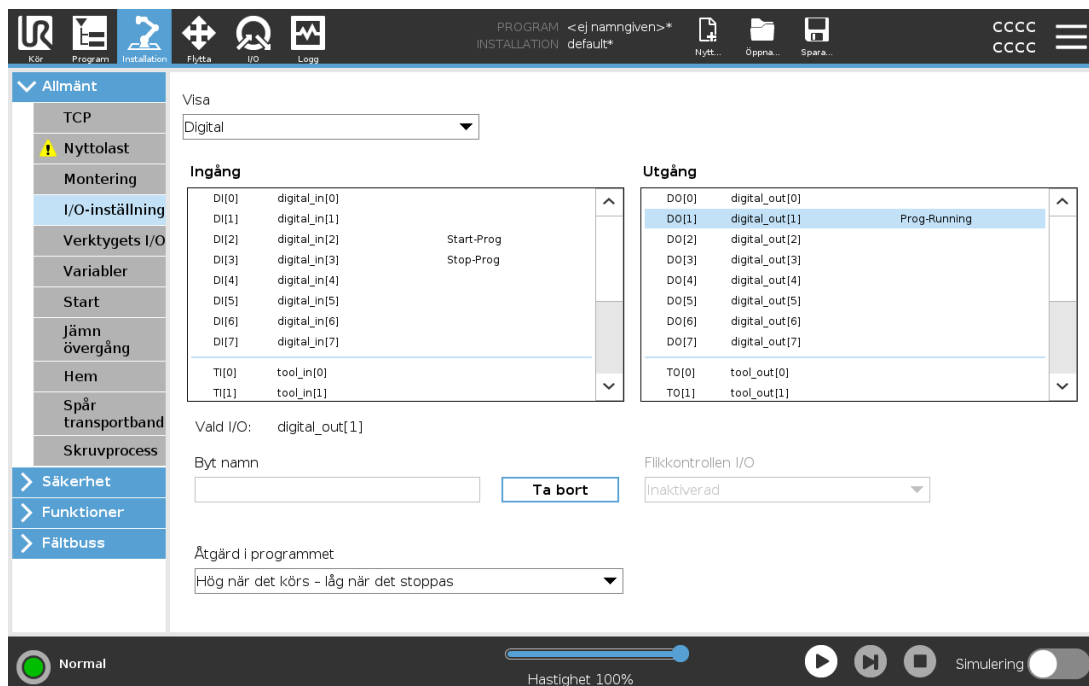 PROGRAM <ej namngiven>*
INSTALLATION default*
CCCC
CCCC
Kör Program Installation Flytta I/O Logg Nytt... Öppna... Spara...
Allmänt
TCP
Nyttolast
Montering
I/O-inställning
Verktygets I/O
Variabler
Start
Jämn
övergång
Hem
Spår
transportband
Skruvprocess
Säkerhet
Funktioner
Fältbuss
Visa
Digital
Ingång
DI[0] digital_in[0]
DI[1] digital_in[1]
DI[2] digital_in[2] Start-Prog
DI[3] digital_in[3] Stop-Prog
DI[4] digital_in[4]
DI[5] digital_in[5]
DI[6] digital_in[6]
DI[7] digital_in[7]
TI[0] tool_in[0]
TI[1] tool_in[1]
Utgång
DO[0] digital_out[0]
DO[1] digital_out[1] Prog-Running
DO[2] digital_out[2]
DO[3] digital_out[3]
DO[4] digital_out[4]
DO[5] digital_out[5]
DO[6] digital_out[6]
DO[7] digital_out[7]
TO[0] tool_out[0]
TO[1] tool_out[1]
Vald I/O: digital_out[1]
Byt namn
Ta bort
Flikkontrollen I/O
Inaktiverad
Åtgärd i programmet
Hög när det körs – låg när det stoppas
Normal
Hastighet 100%
Simulering